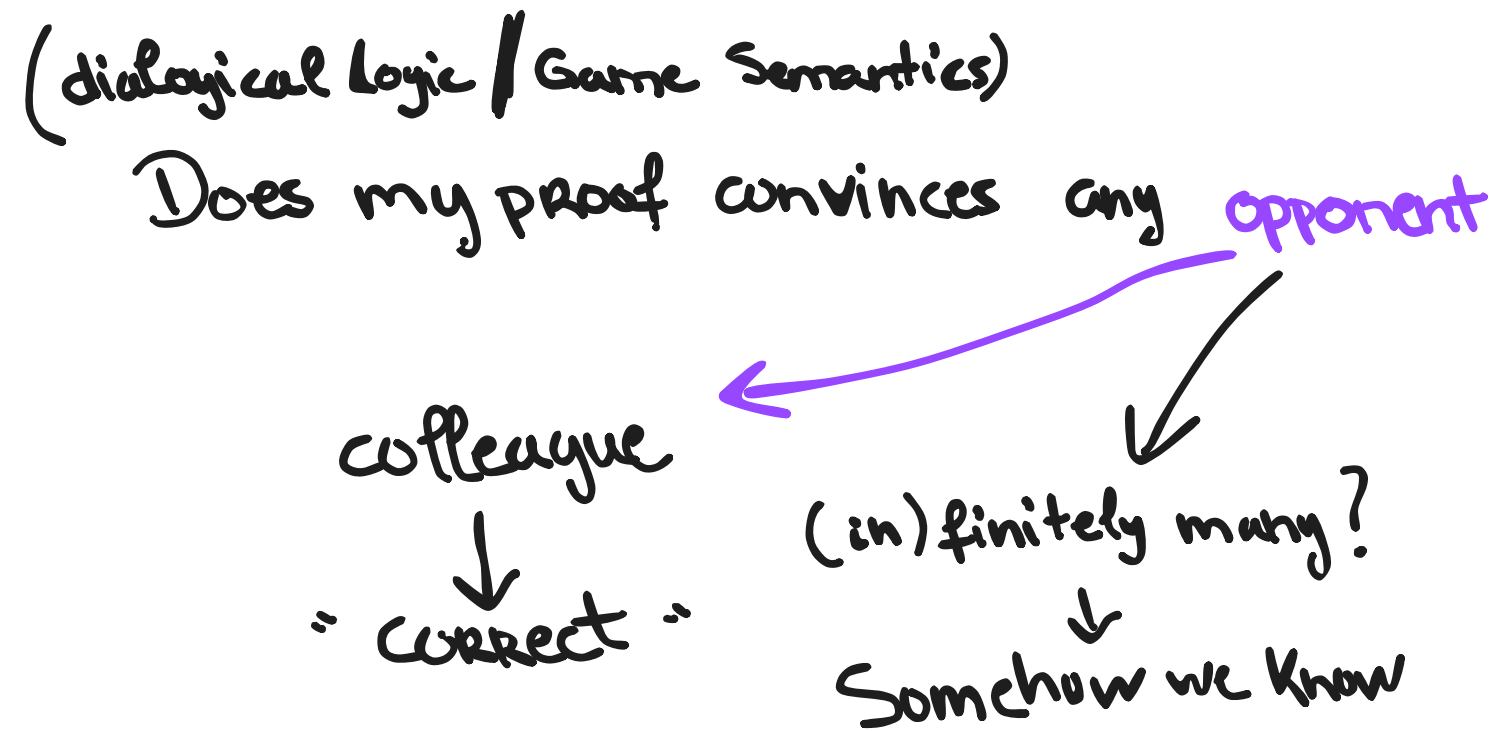 (dialogical Logic / Game Semantics)
Does my proof convinces any opponent
colleague
(in)finitely many?
"correct"
Somehow we know